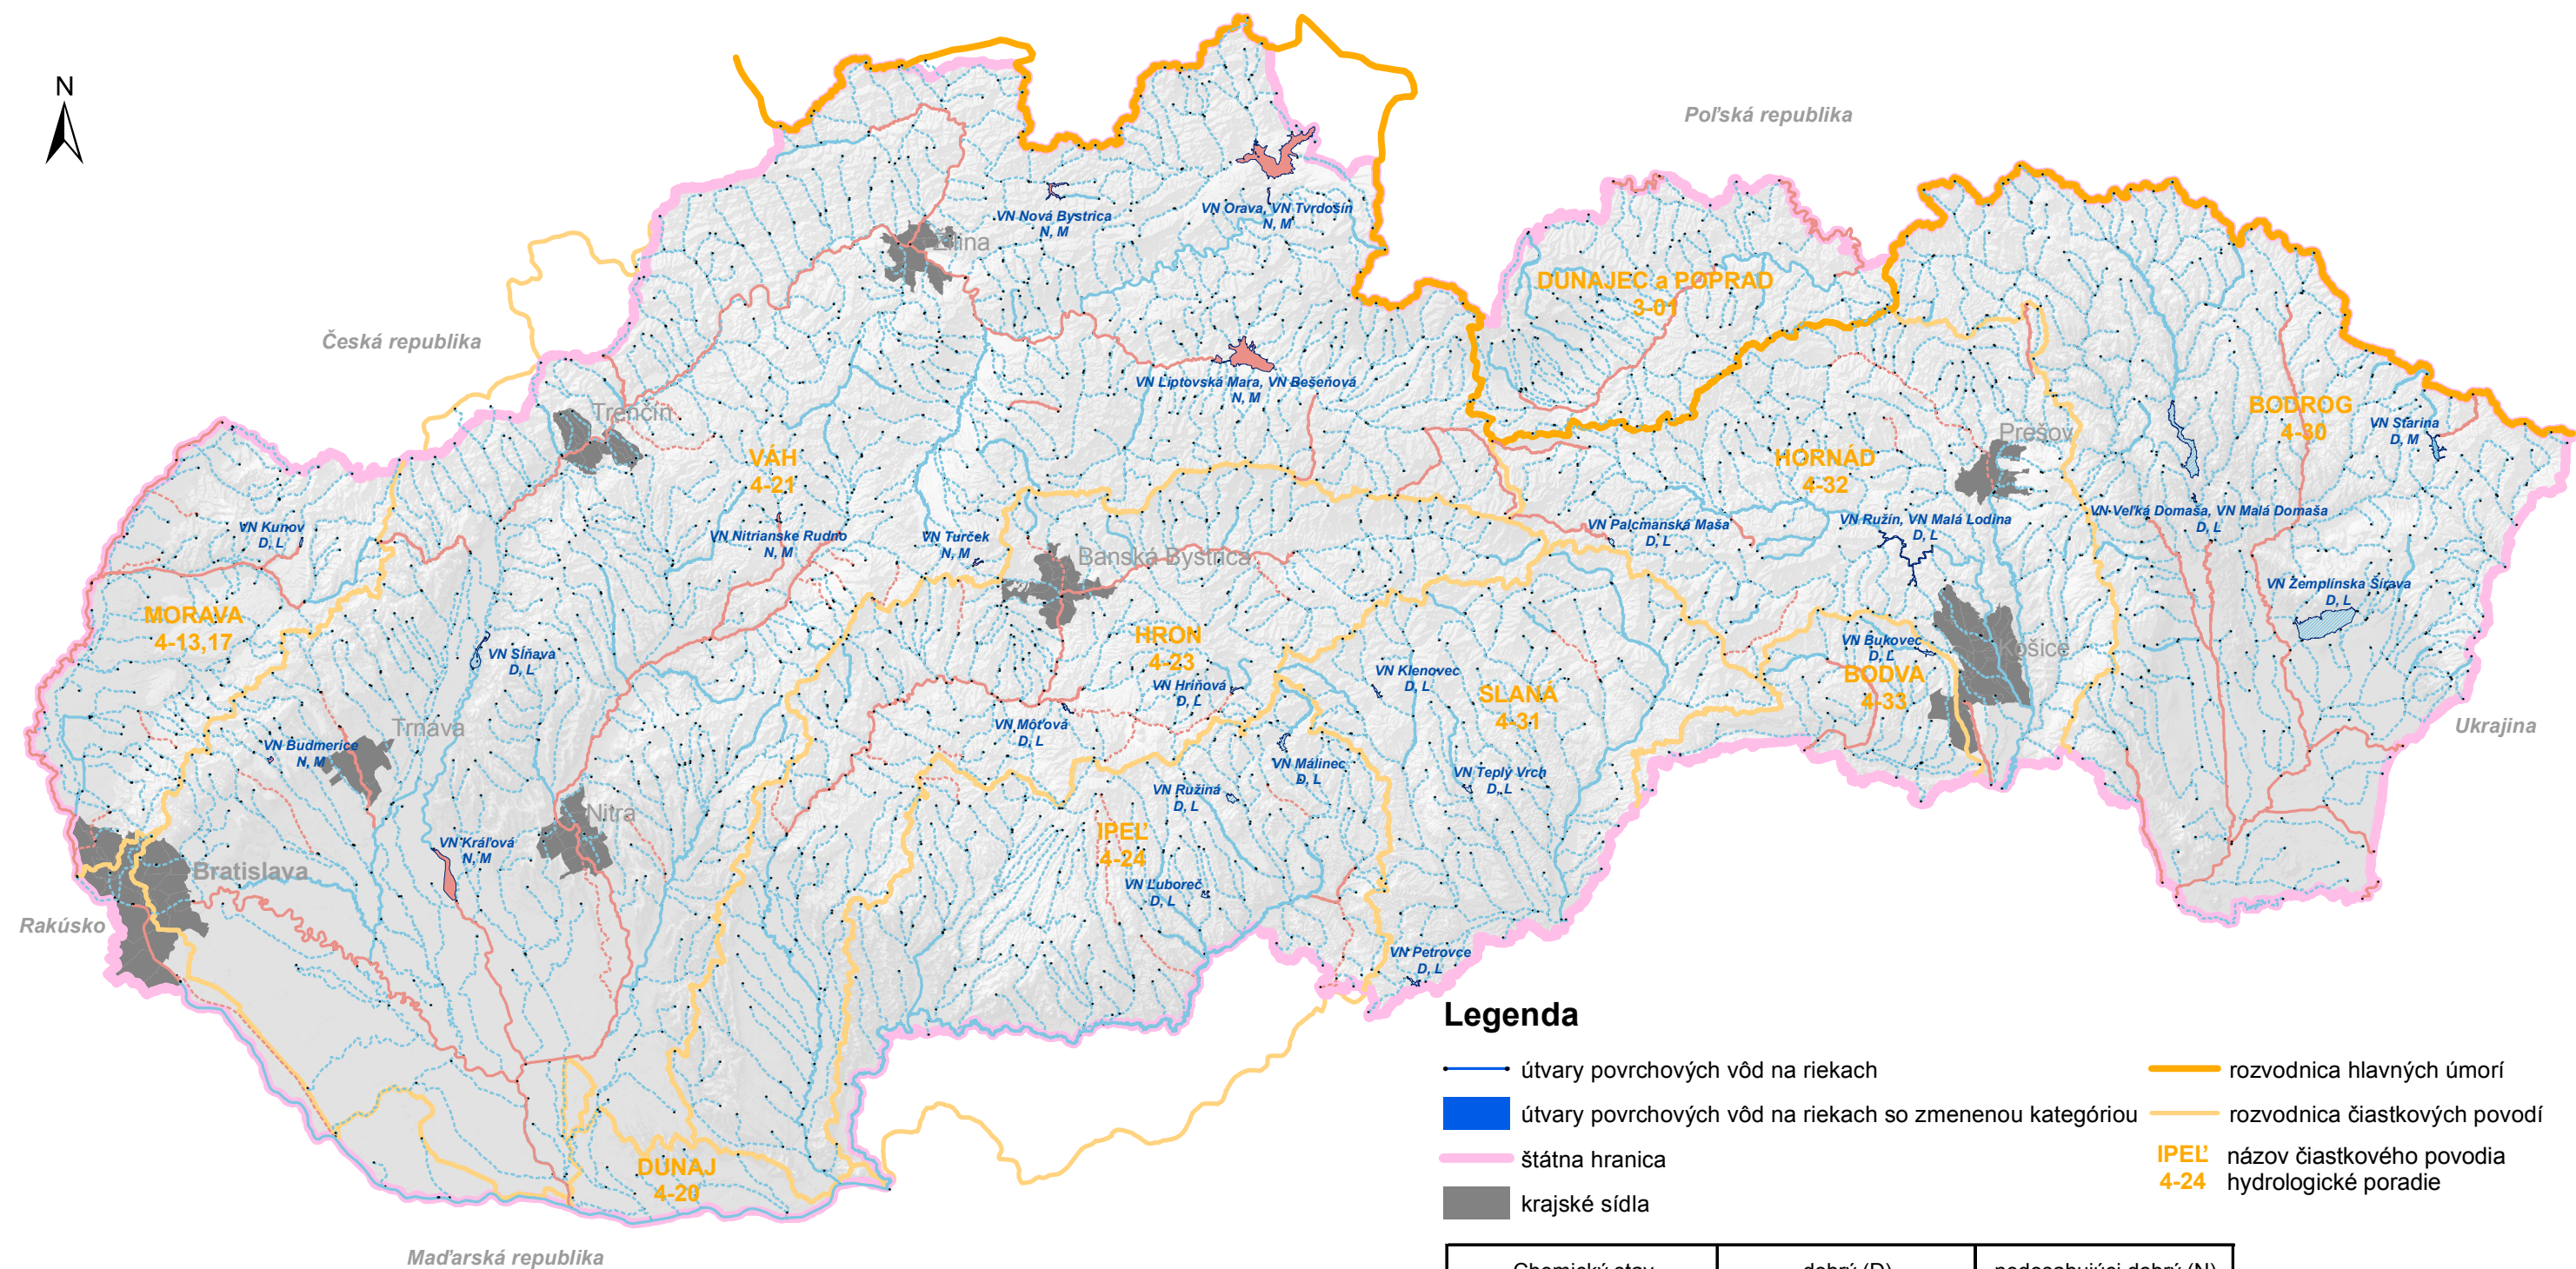 N
Poľská republika
Česká republika
Rakúsko
Maďarská republika
Ukrajina
VN Nová Bystrica
N, M
VN Orava, VN Tvrdošín
N, M
Žilina
DUNAJEC a POPRAD
3-01
VN Liptovská Mara, VN Bešeňová
N, M
Trenčín
VÁH
4-21
BODROG
4-30
VN Starina
D, M
Prešov
HORNÁD
4-32
VN Kunov
D, L
VN Nitrianske Rudno
N, M
VN Turček
N, M
Banská Bystrica
VN Palcmanská Maša
D, L
VN Ružín, VN Malá Lodina
D, L
VN Veľká Domaša, VN Malá Domaša
D, L
VN Zemplínska Šírava
D, L
MORAVA
4-13,17
VN Sĺňava
D, L
HRON
4-23
VN Hriňová
D, L
VN Klenovec
D, L
SLANÁ
4-31
VN Bukovec
D, L
BODVA
4-33
Košice
VN Budmerice
N, M
Trnava
VN Môťová
D, L
VN Málinec
D, L
VN Ružiná
D, L
VN Teplý Vrch
D, L
Nitra
IPEĽ
4-24
VN Kráľová
N, M
Bratislava
VN Ľuboreč
D, L
VN Petrovce
D, L
DUNAJ
4-20
Legenda
útvary povrchových vôd na riekach
útvary povrchových vôd na riekach so zmenenou kategóriou
štátna hranica
krajské sídla
rozvodnica hlavných úmorí
rozvodnica čiastkových povodí
IPEĽ názov čiastkového povodia
4-24 hydrologické poradie
Chemický stav dobrý (D) nedosahujúci dobrý (N)